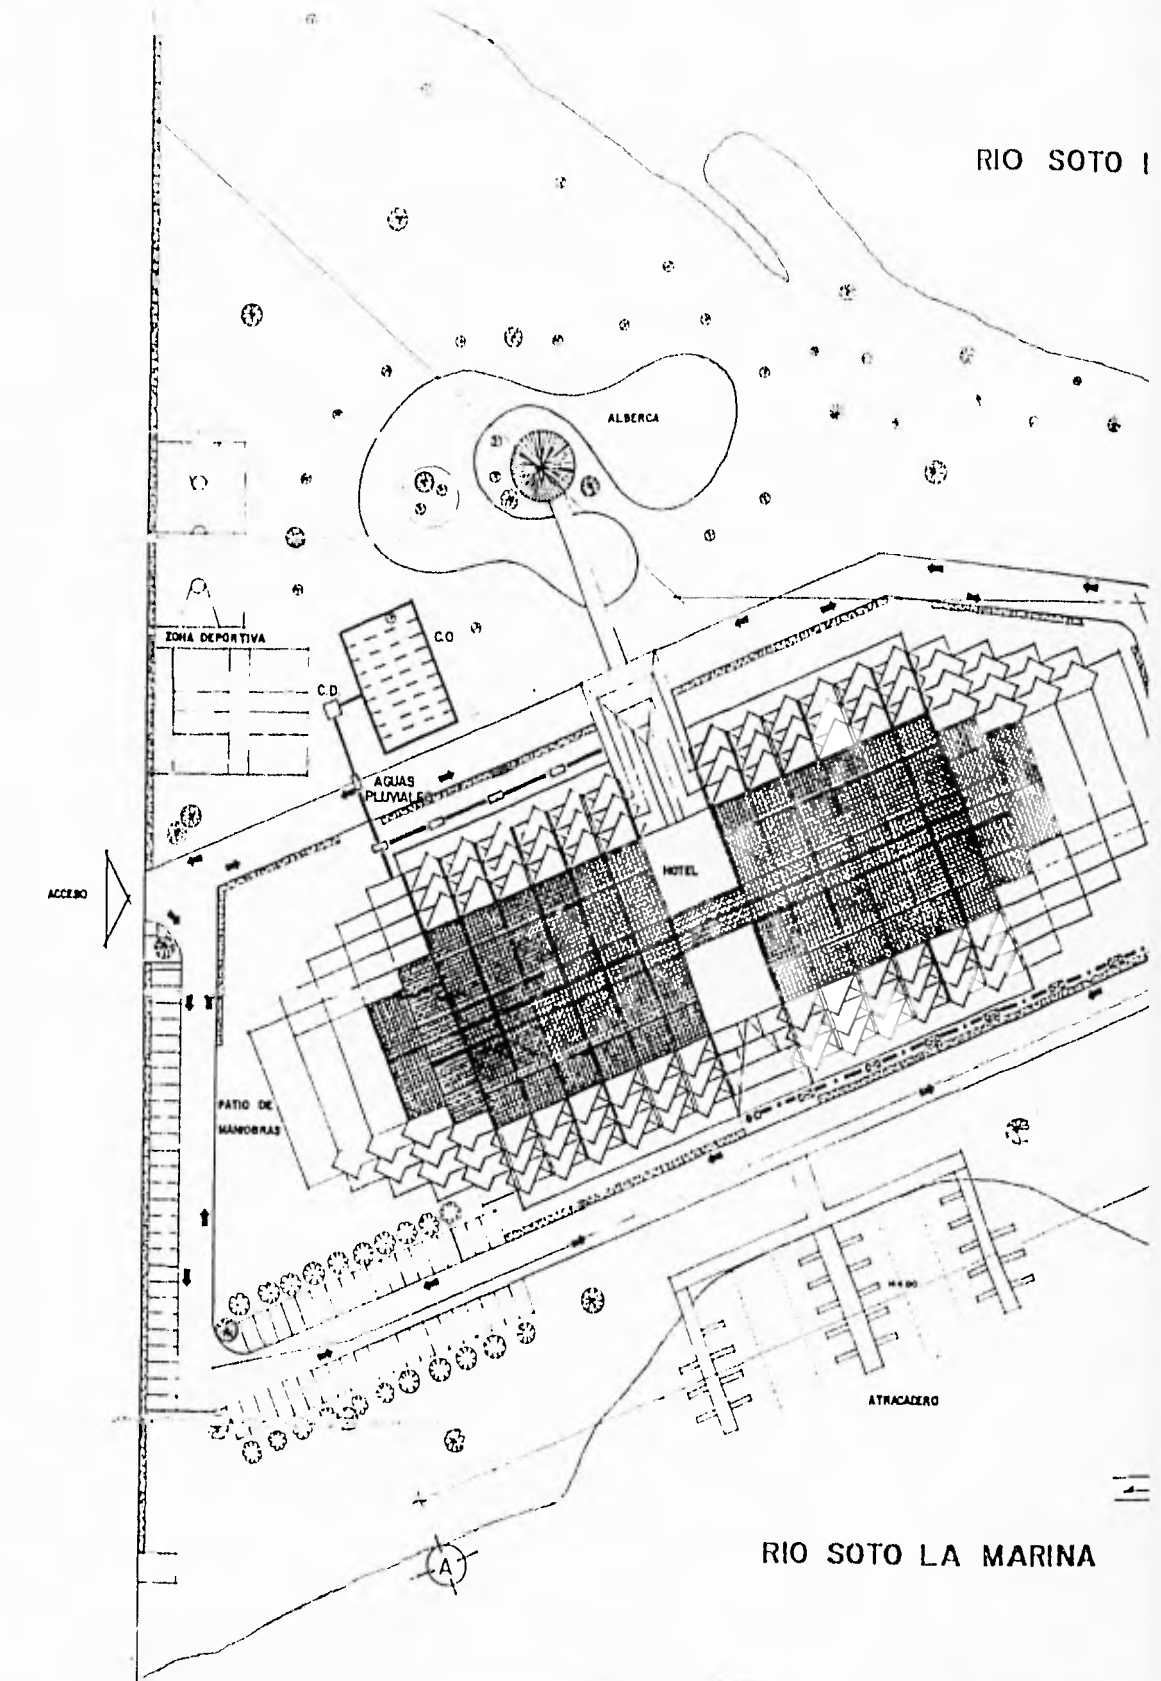 RIO SOTO
ALBERCA
ZONA DEPORTIVA
C.O
C.D.
AGUAS
PLUVIALE
HOTEL
ACCESO
PATIO DE
MANIOBRAS
ATRACADERO
RIO SOTO LA MARINA
A